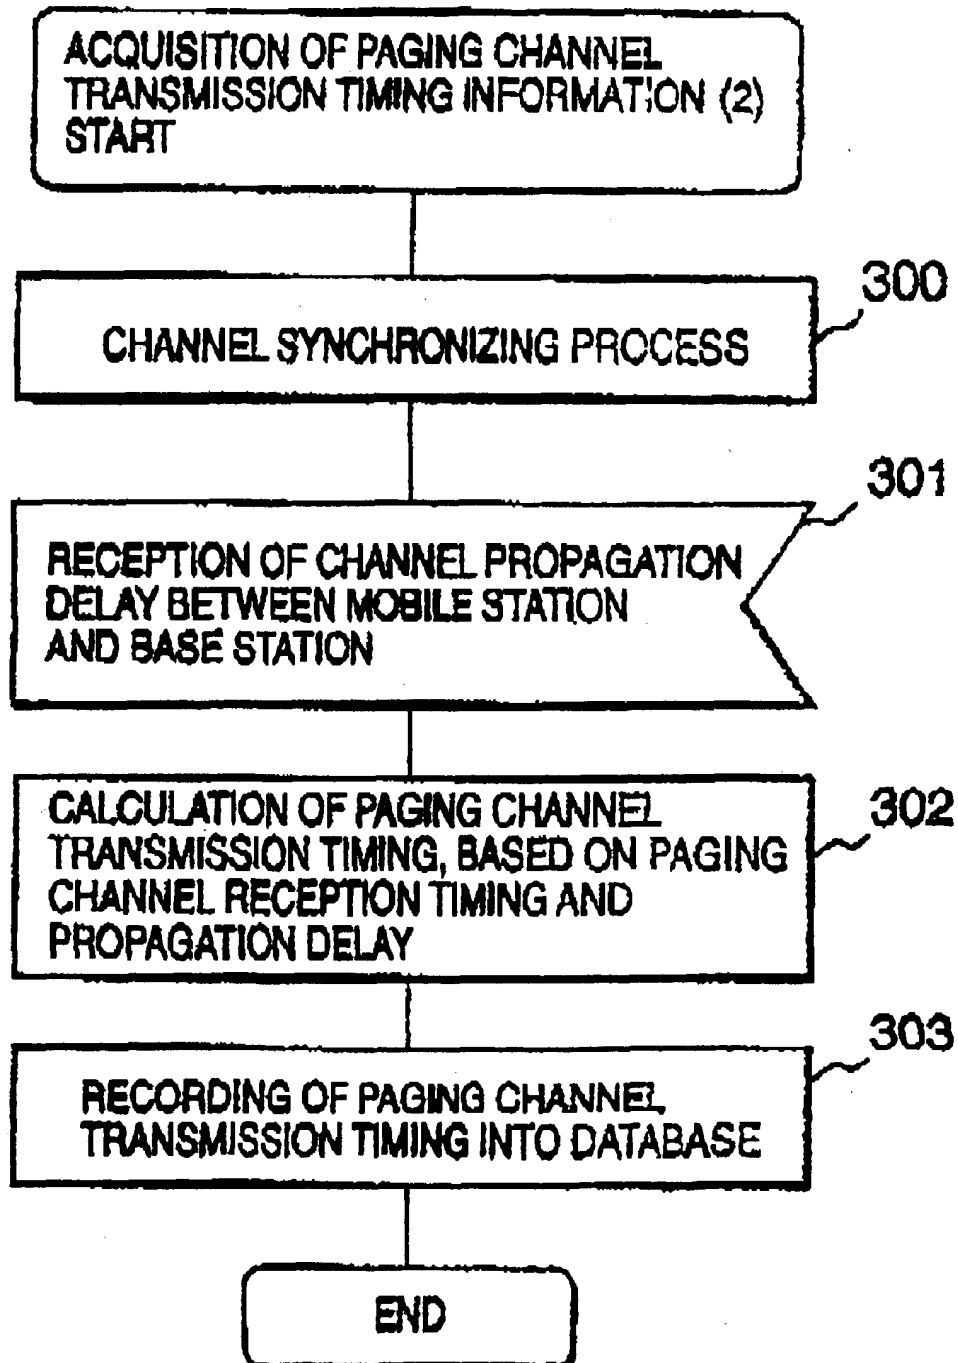 ACQUISITION OF PAGING CHANNEL
TRANSMISSION TIMING INFORMATION (2)
START
300
CHANNEL SYNCHRONIZING PROCESS
301
RECEPTION OF CHANNEL PROPAGATION
DELAY BETWEEN MOBILE STATION
AND BASE STATION
302
CALCULATION OF PAGING CHANNEL
TRANSMISSION TIMING, BASED ON PAGING
CHANNEL RECEPTION TIMING AND
PROPAGATION DELAY
303
RECORDING OF PAGING CHANNEL
TRANSMISSION TIMING INTO DATABASE
END